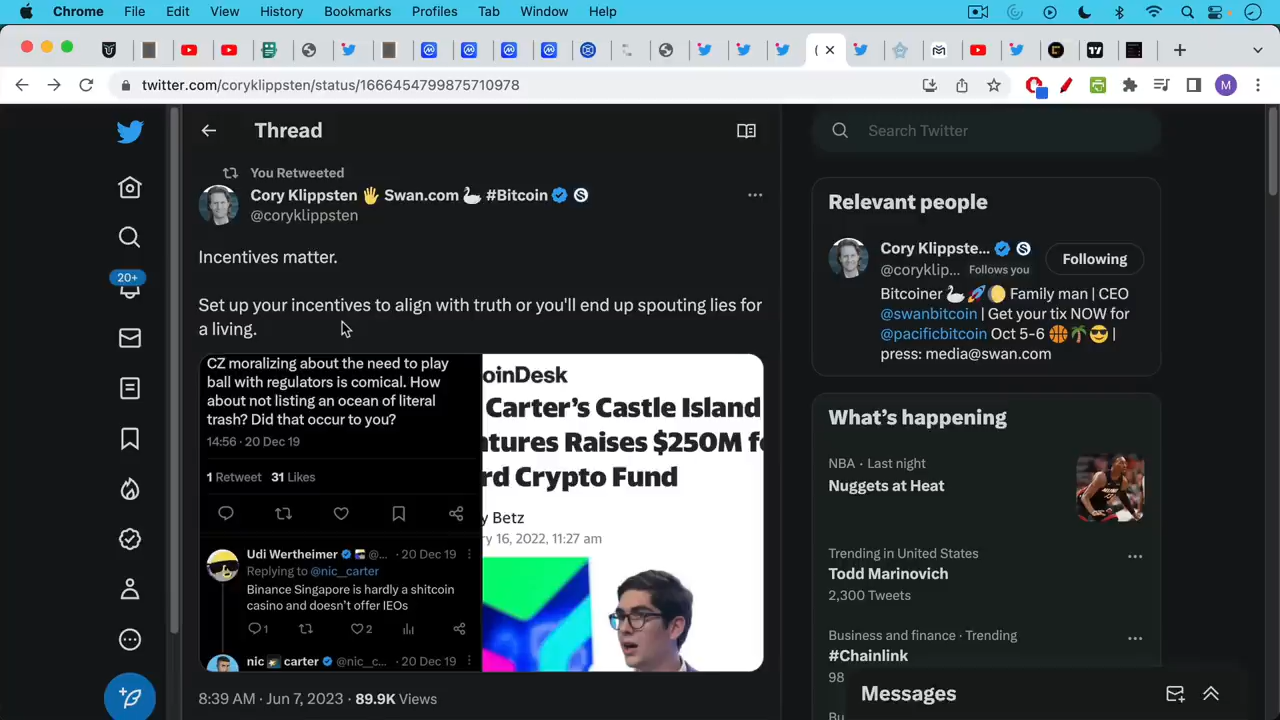 Chrome File Edit View History Bookmarks Profiles Tab Window Help
twitter.com/coryklippsten/status/1666454799875710978
M
Thread
Search Twitter
You Retweeted
Cory Klippsten 🖐 Swan.com 🦢 #Bitcoin
@coryklippsten
Incentives matter.
Set up your incentives to align with truth or you'll end up spouting lies for
a living.
CZ moralizing about the need to play
ball with regulators is comical. How
about not listing an ocean of literal
trash? Did that occur to you?
14:56 · 20 Dec 19
1 Retweet 31 Likes
Udi Wertheimer @... · 20 Dec 19
Replying to @nic__carter
Binance Singapore is hardly a shitcoin
casino and doesn't offer IEOs
1 2
nic carter @nic__c... · 20 Dec 19
oinDesk
Carter's Castle Island
ntures Raises $250M f
rd Crypto Fund
y Betz
ry 16, 2022, 11:27 am
8:39 AM · Jun 7, 2023 · 89.9K Views
20+
Relevant people
Cory Klippste...
@coryklip... Follows you
Following
Bitcoiner 🦢🚀🌔 Family man | CEO
@swanbitcoin | Get your tix NOW for
@pacificbitcoin Oct 5-6 🏀🌴😎 |
press: media@swan.com
What's happening
NBA · Last night
Nuggets at Heat
Trending in United States
Todd Marinovich
2,300 Tweets
Business and finance · Trending
#Chainlink
98
Bu
Messages